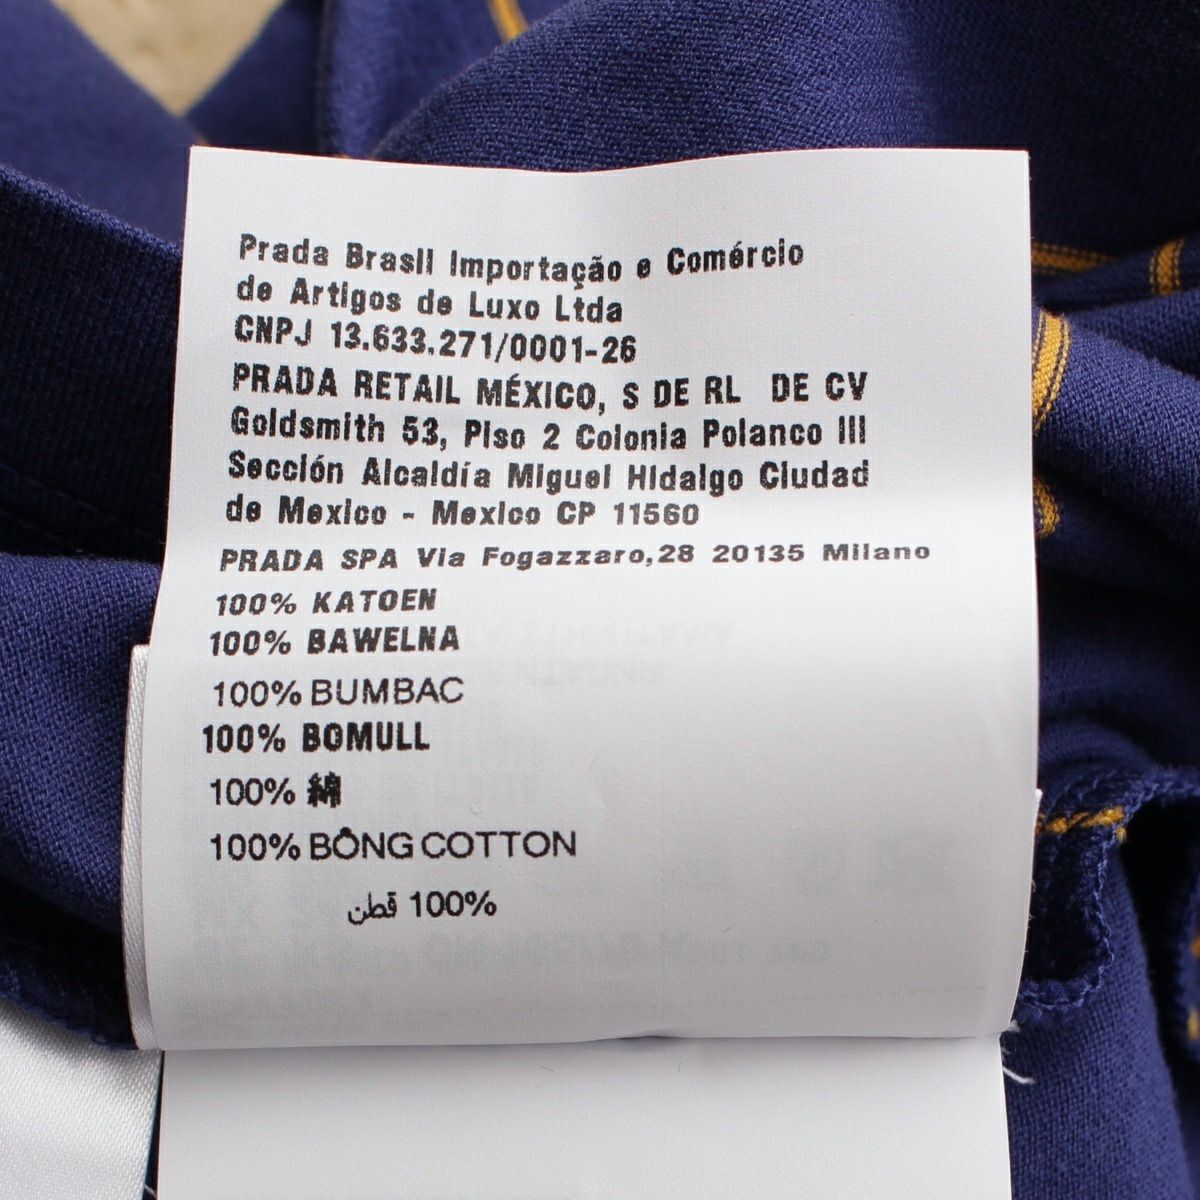 Prada Brasil Importação e Comércio
de Artigos de Luxo Ltda
CNPJ 13.633.271/0001-26
PRADA RETAIL MÉXICO, S DE RL DE CV
Goldsmith 53, Piso 2 Colonia Polanco III
Sección Alcaldía Miguel Hidalgo Ciudad
de Mexico - Mexico CP 11560
PRADA SPA Via Fogazzaro,28 20135 Milano
100% KATOEN
100% BAWEŁNA
100% BUMBAC
100% BOMULL
100% 綿
100% BÔNG COTTON
100% قطن